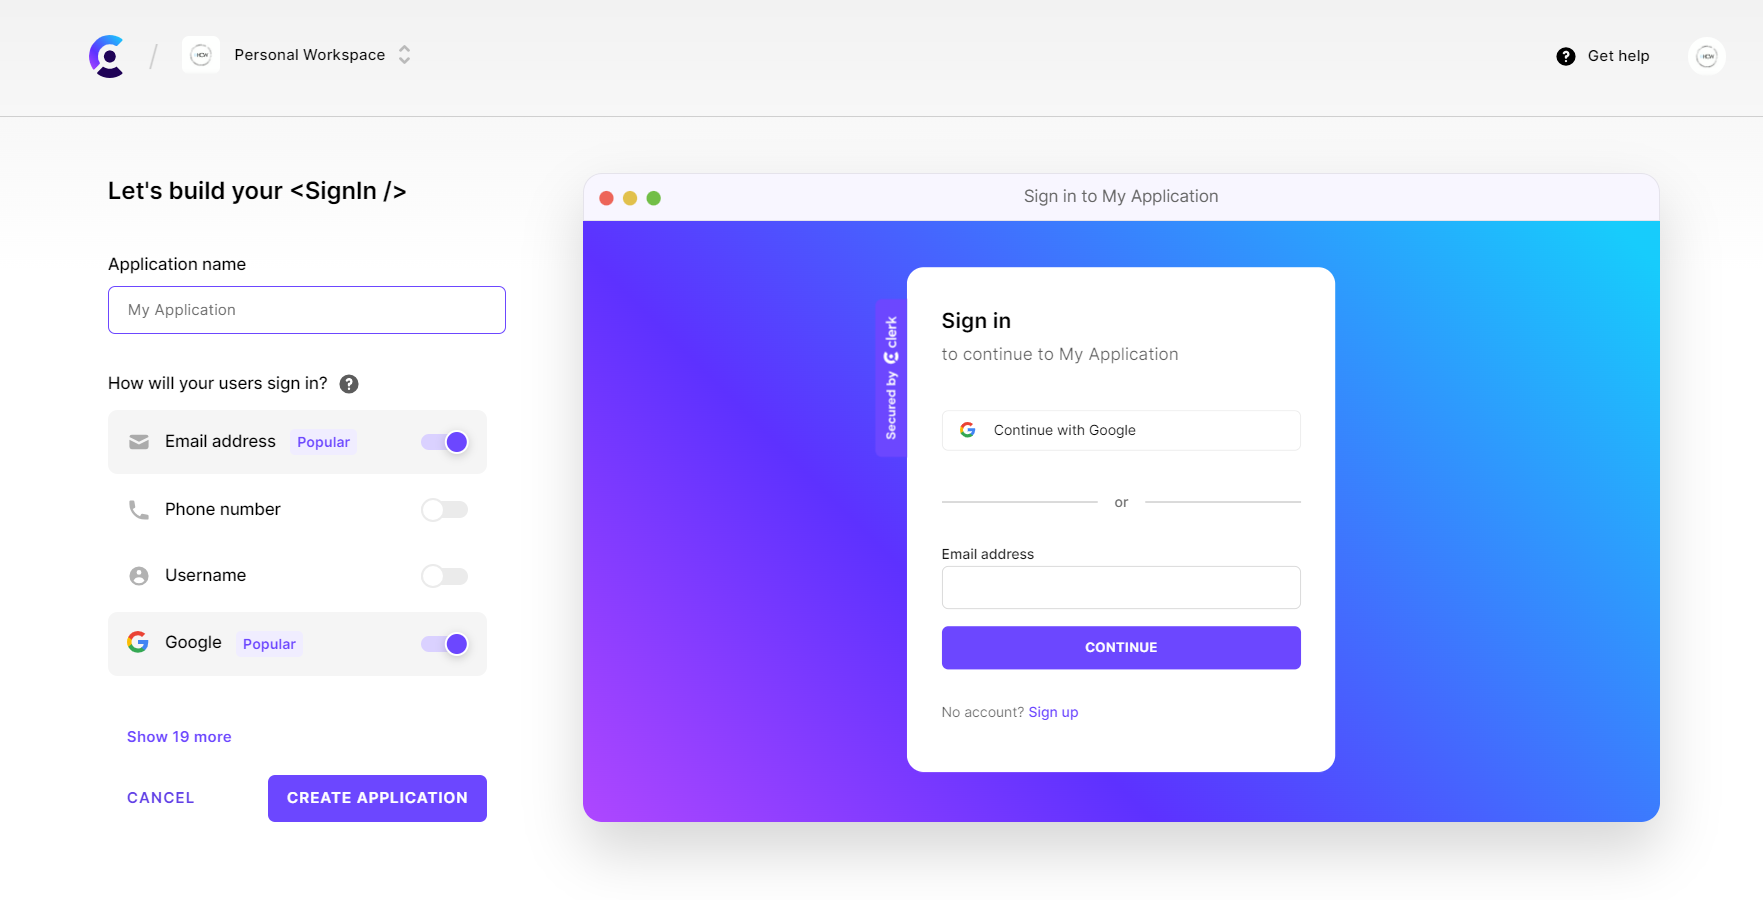 Personal Workspace
Get help
Let's build your <SignIn />
Application name
My Application
How will your users sign in?
Email address Popular
Phone number
Username
Google Popular
Show 19 more
CANCEL
CREATE APPLICATION
Sign in to My Application
Secured by clerk
Sign in
to continue to My Application
Continue with Google
or
Email address
CONTINUE
No account? Sign up